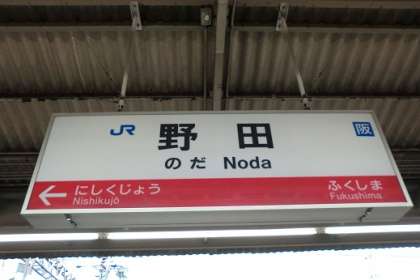 JR 野田 阪
のだ Noda
← にしくじょう ふくしま
Nishikujō Fukushima